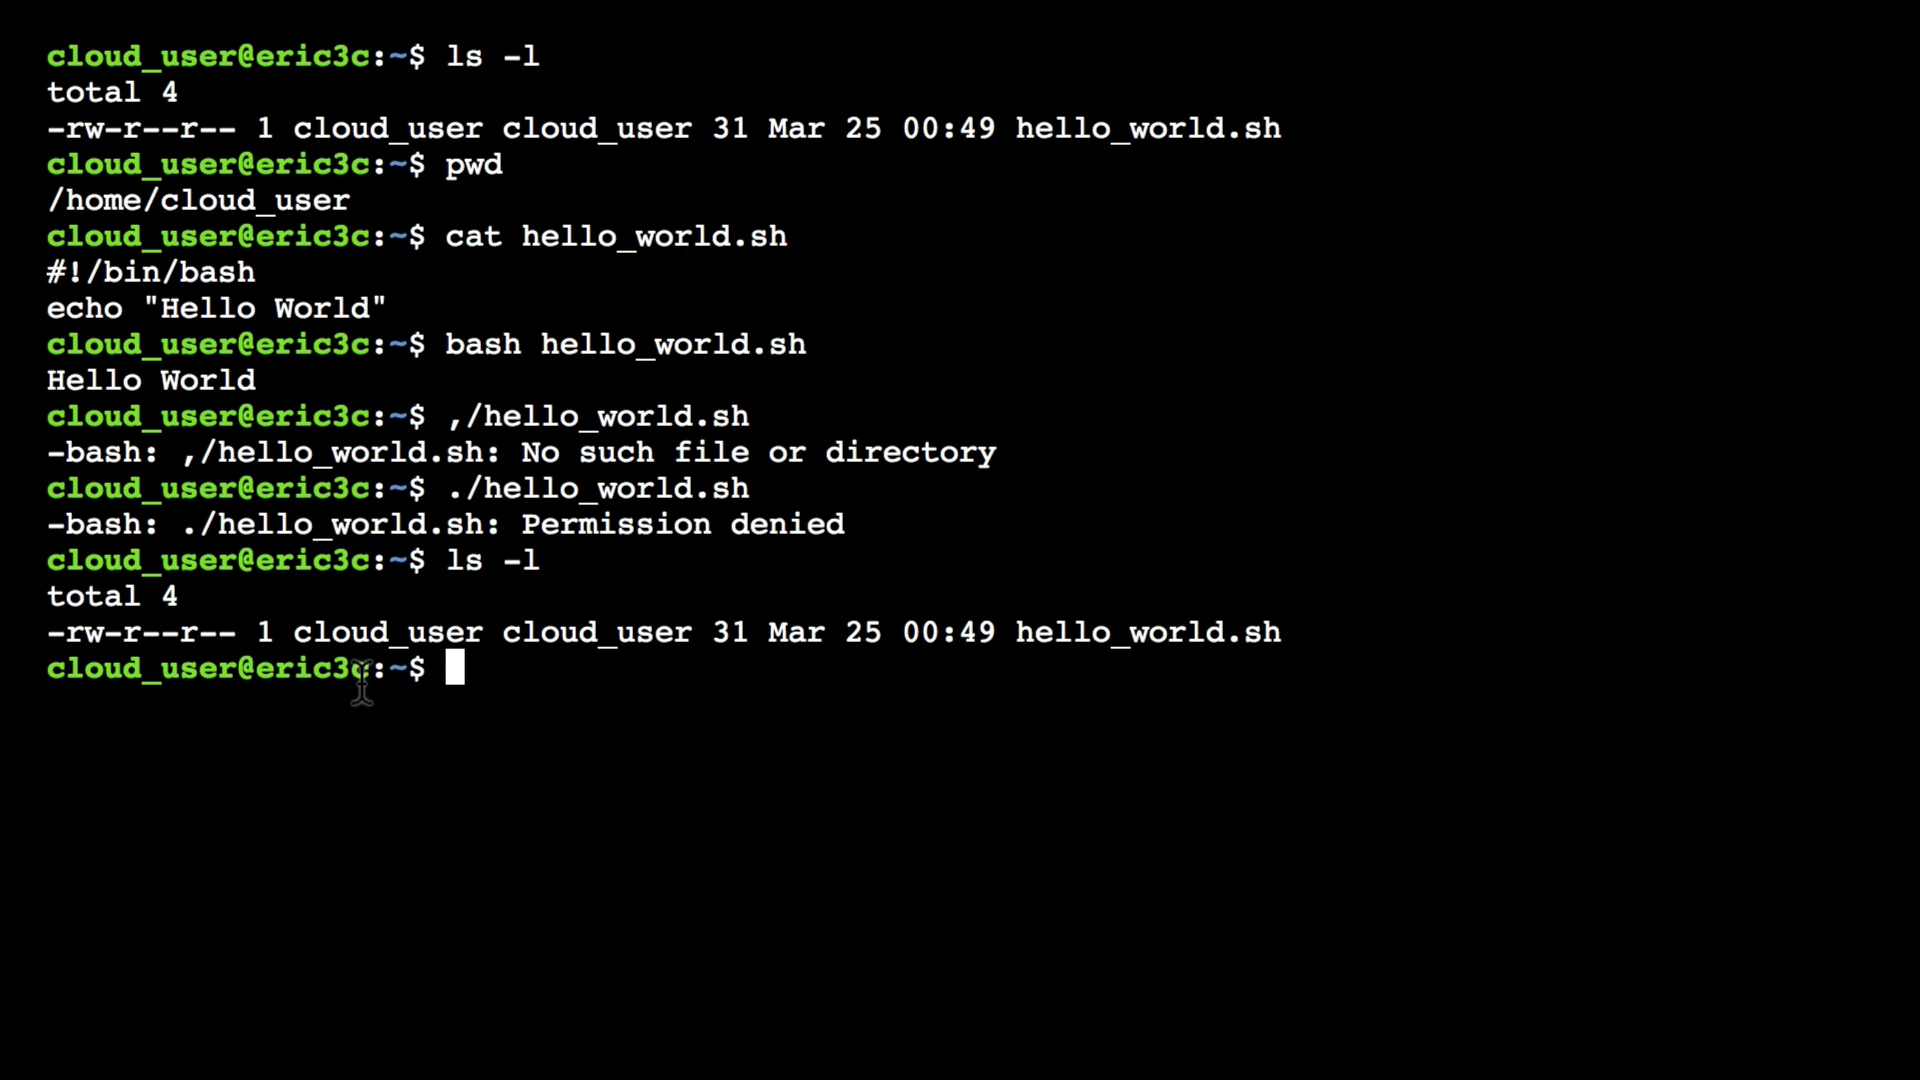 cloud_user@eric3c:~$ ls -l
total 4
-rw-r--r-- 1 cloud_user cloud_user 31 Mar 25 00:49 hello_world.sh
cloud_user@eric3c:~$ pwd
/home/cloud_user
cloud_user@eric3c:~$ cat hello_world.sh
#!/bin/bash
echo "Hello World"
cloud_user@eric3c:~$ bash hello_world.sh
Hello World
cloud_user@eric3c:~$ ,/hello_world.sh
-bash: ,/hello_world.sh: No such file or directory
cloud_user@eric3c:~$ ./hello_world.sh
-bash: ./hello_world.sh: Permission denied
cloud_user@eric3c:~$ ls -l
total 4
-rw-r--r-- 1 cloud_user cloud_user 31 Mar 25 00:49 hello_world.sh
cloud_user@eric3c:~$